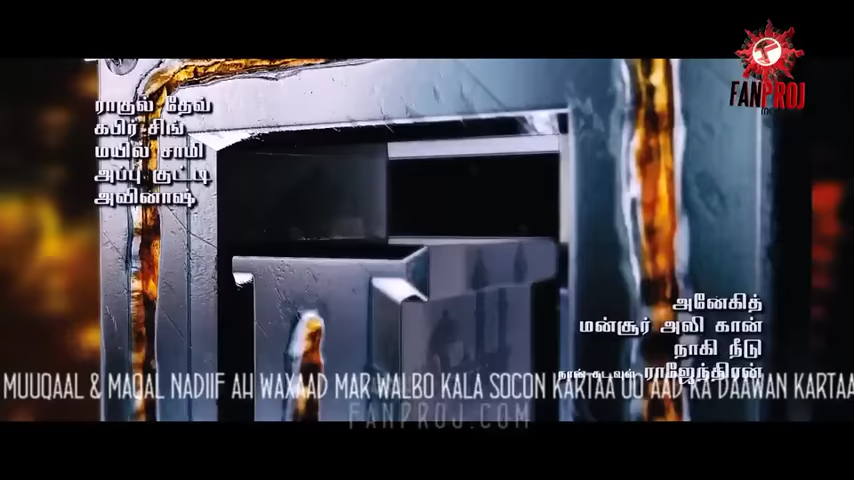 FANPROJ
ராகுல் தேவ்
கபிர் சிங்
மயில் சாமி
அப்பு குட்டி
அவினாஷ்
அனேகித்
மன்சூர் அலி கான்
நாகி நீடு
நான் கடவுள் ராஜேந்திரன்
MUUQAAL & MAQAL NADIIF AH WAXAAD MAR WALBO KALA SOCON KARTAA OO AAD KA DAAWAN KARTAA
FANPROJ.COM